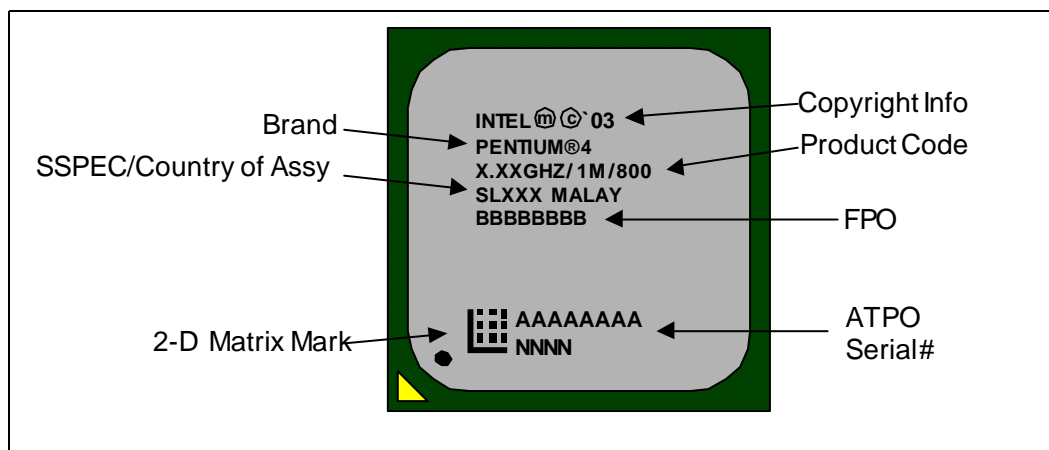 INTEL ⓜ ⓒ`03
PENTIUM®4
X.XXGHZ/1M/800
SLXXX MALAY
BBBBBBBB
AAAAAAAA
NNNN
Brand
SSPEC/Country of Assy
2-D Matrix Mark
Copyright Info
Product Code
FPO
ATPO
Serial#